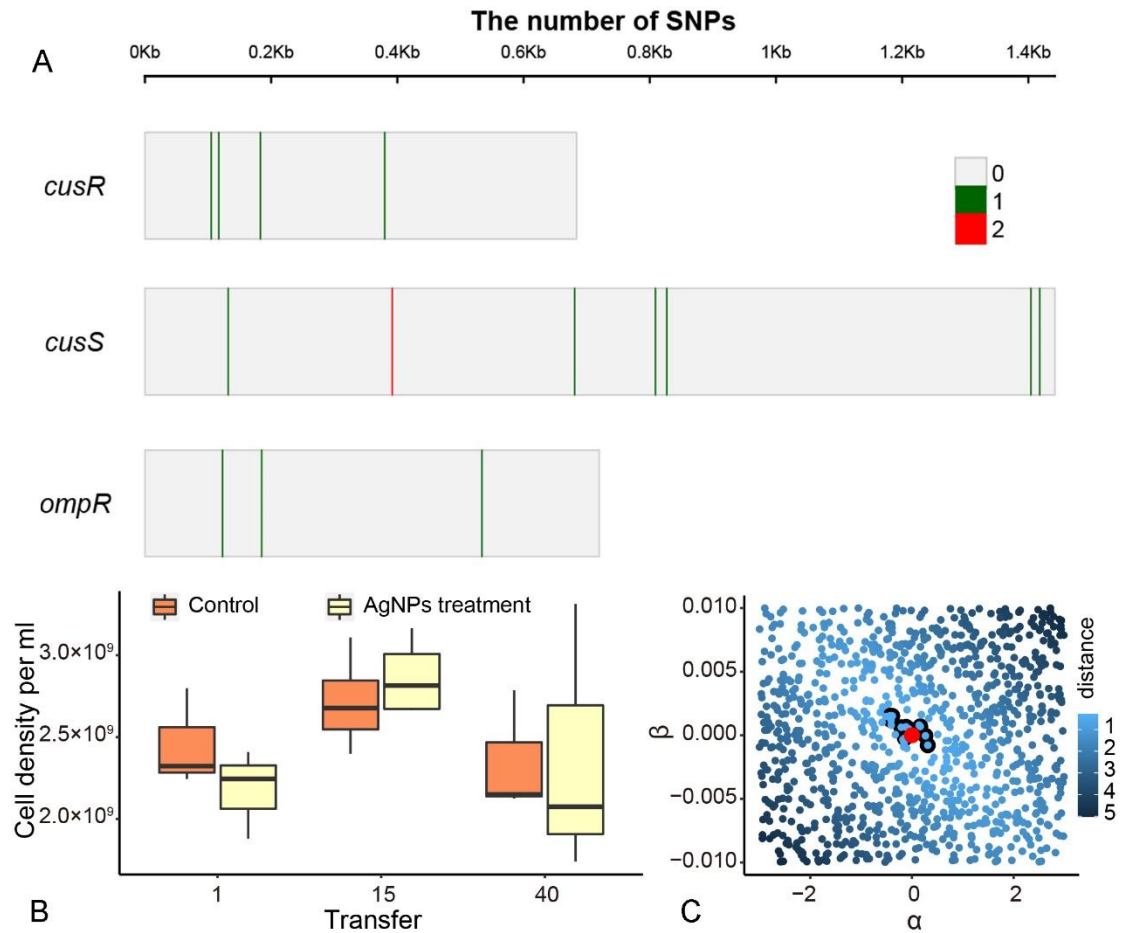 The number of SNPs
0Kb 0.2Kb 0.4Kb 0.6Kb 0.8Kb 1Kb 1.2Kb 1.4Kb
A
cusR
0
1
2
cusS
ompR
Control AgNPs treatment
Cell density per ml
3.0×10⁹
2.5×10⁹
2.0×10⁹
1 15 40
Transfer
B
β
0.010
0.005
0.000
−0.005
−0.010
−2 0 2
α
C
distance
1
2
3
4
5